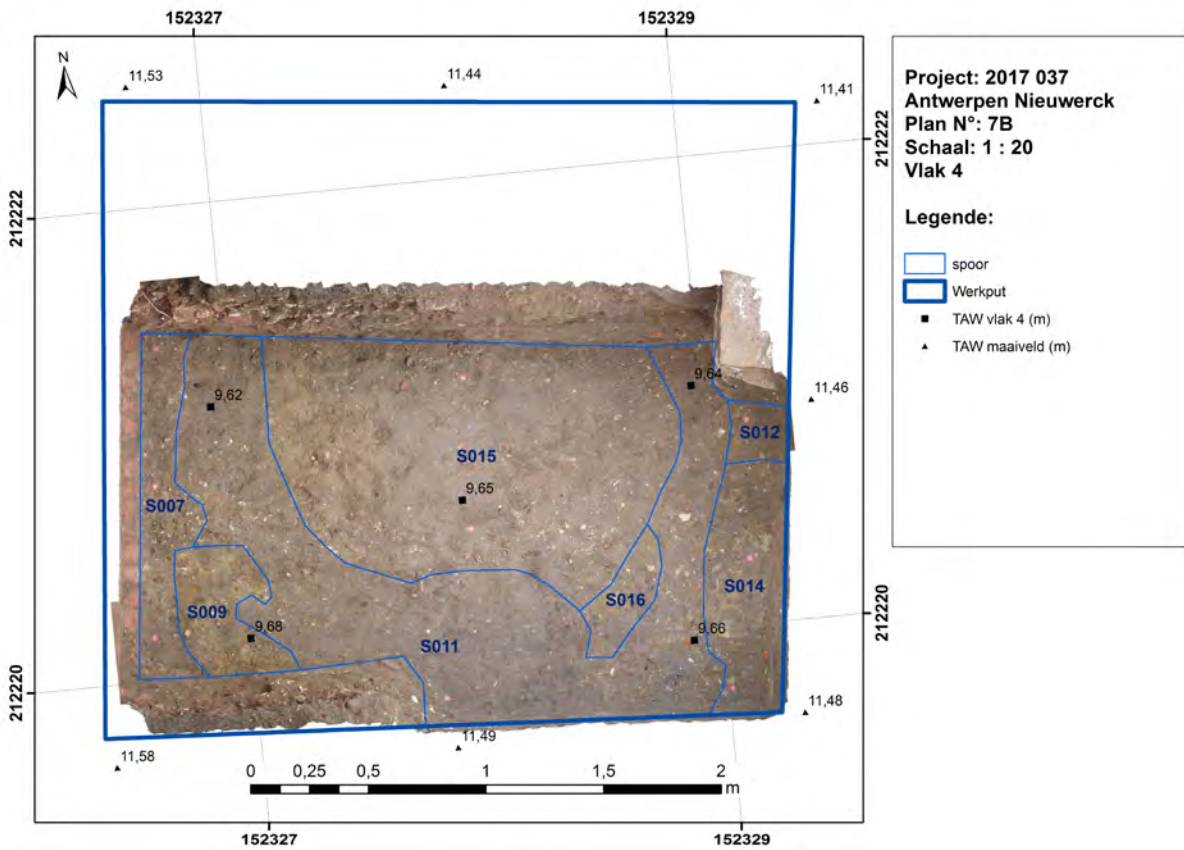 152327
152329
N
11,53
11,44
11,41
Project: 2017 037
Antwerpen Nieuwerck
Plan N°: 7B
Schaal: 1 : 20
Vlak 4
212222
212222
Legende:
spoor
Werkput
TAW vlak 4 (m)
TAW maaiveld (m)
9,62
9,64
11,46
S012
S015
9,65
S007
S014
S016
S009
9,68
9,66
S011
212220
212220
11,48
11,49
11,58
0
0,25
0,5
1
1,5
2
m
152327
152329